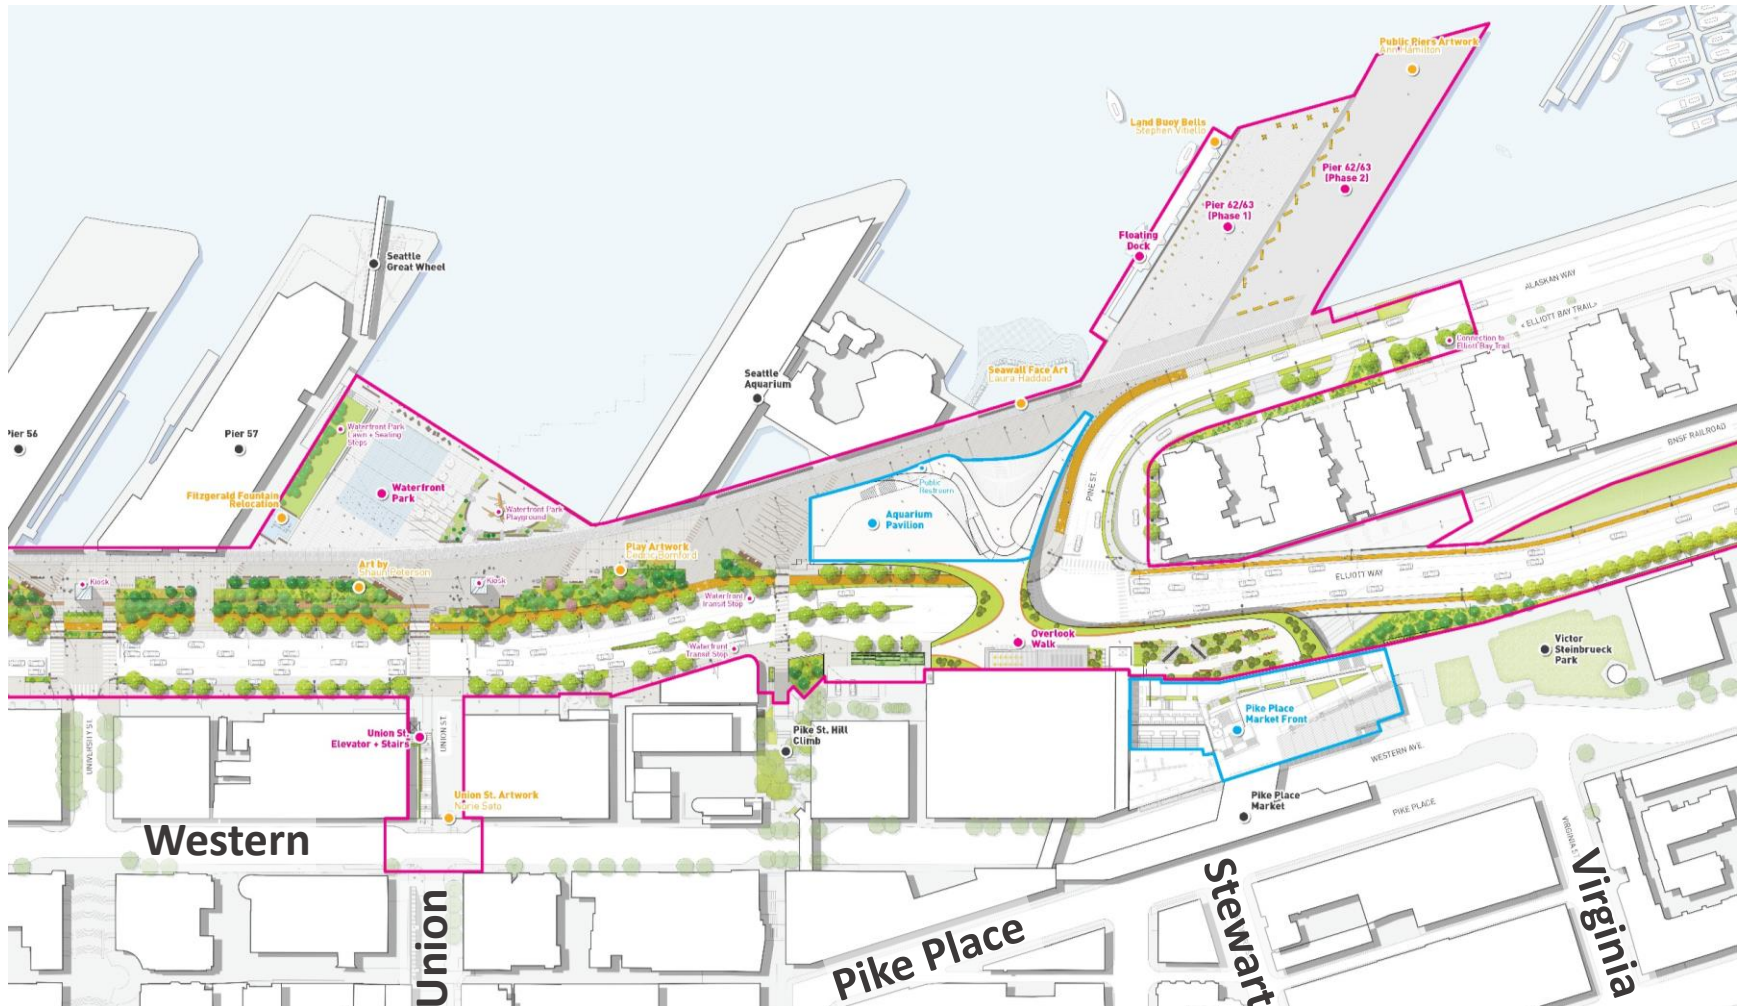 Public Piers Artwork
Ann Hamilton
Land Buoy Bells
Stephen Vitiello
Pier 62/63
(Phase 2)
Pier 62/63
(Phase 1)
Floating
Dock
Seattle
Great Wheel
ALASKAN WAY
< ELLIOTT BAY TRAIL >
Connection to
Elliott Bay Trail
Seattle
Aquarium
Seawall Face Art
Laura Haddad
Pier 56
Pier 57
Waterfront Park
Lawn + Seating
Steps
BNSF RAILROAD
Fitzgerald Fountain
Relocation
Waterfront
Park
Waterfront Park
Playground
Public
Restroom
Aquarium
Pavilion
PINE ST.
Play Artwork
Cedric Bomford
Art by
Shaun Peterson
Kiosk
Kiosk
ELLIOTT WAY
Waterfront
Transit Stop
Waterfront
Transit Stop
Overlook
Walk
Victor
Steinbrueck
Park
Pike Place
Market Front
UNIVERSITY ST.
Union St.
Elevator + Stairs
UNION ST.
Pike St. Hill
Climb
WESTERN AVE.
Union St. Artwork
Norie Sato
Pike Place
Market
PIKE PLACE
VIRGINIA ST.
Western
Union
Pike Place
Stewart
Virginia